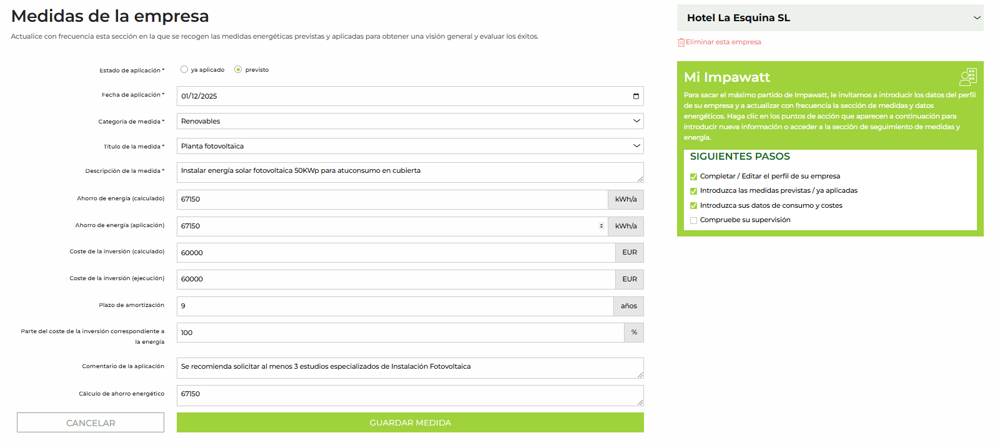 Medidas de la empresa
Actualice con frecuencia esta sección en la que se recogen las medidas energéticas previstas y aplicadas para obtener una visión general y evaluar los éxitos.
Estado de aplicación *
ya aplicado
previsto
Fecha de aplicación *
01/12/2025
Categoría de medida *
Renovables
Título de la medida *
Planta fotovoltaica
Descripción de la medida *
Instalar energía solar fotovoltaica 50KWp para atuconsumo en cubierta
Ahorro de energía (calculado)
67150
kWh/a
Ahorro de energía (aplicación)
67150
kWh/a
Coste de la inversión (calculado)
60000
EUR
Coste de la inversión (ejecución)
60000
EUR
Plazo de amortización
9
años
Parte del coste de la inversión correspondiente a
la energía
100
%
Comentario de la aplicación
Se recomienda solicitar al menos 3 estudios especializados de Instalación Fotovoltaica
Cálculo de ahorro energético
67150
CANCELAR
GUARDAR MEDIDA
Hotel La Esquina SL
Eliminar esta empresa
Mi Impawatt
Para sacar el máximo partido de Impawatt, le invitamos a introducir los datos del perfil
de su empresa y a actualizar con frecuencia la sección de medidas y datos
energéticos. Haga clic en los puntos de acción que aparecen a continuación para
introducir nueva información o acceder a la sección de seguimiento de medidas y
energía.
SIGUIENTES PASOS
Completar / Editar el perfil de su empresa
Introduzca las medidas previstas / ya aplicadas
Introduzca sus datos de consumo y costes
Compruebe su supervisión